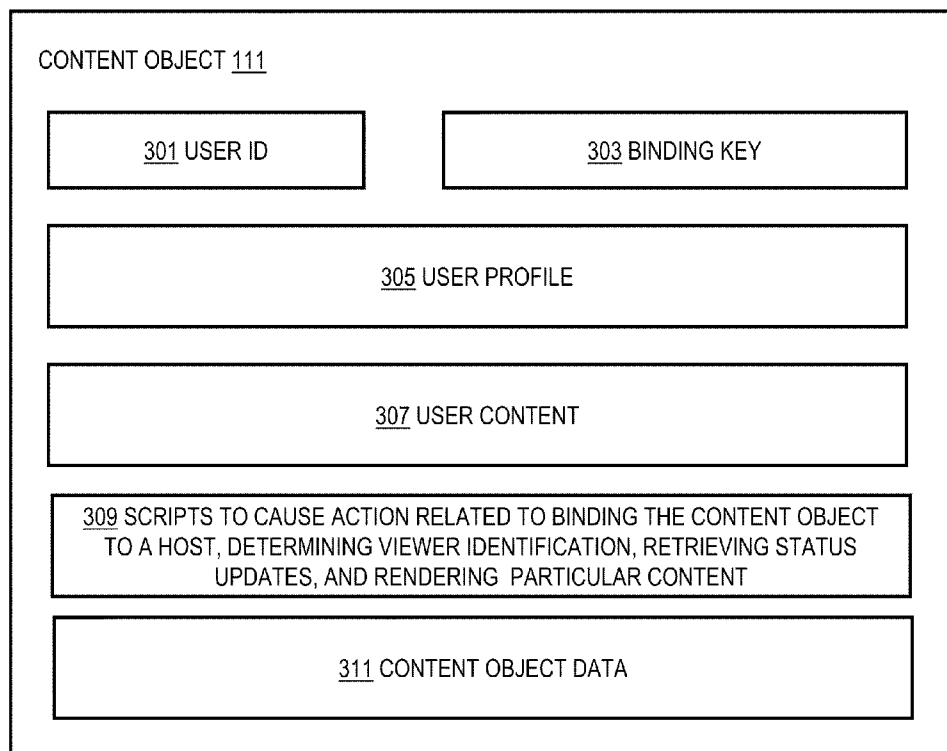 CONTENT OBJECT 111
301 USER ID
303 BINDING KEY
305 USER PROFILE
307 USER CONTENT
309 SCRIPTS TO CAUSE ACTION RELATED TO BINDING THE CONTENT OBJECT
TO A HOST, DETERMINING VIEWER IDENTIFICATION, RETRIEVING STATUS
UPDATES, AND RENDERING PARTICULAR CONTENT
311 CONTENT OBJECT DATA